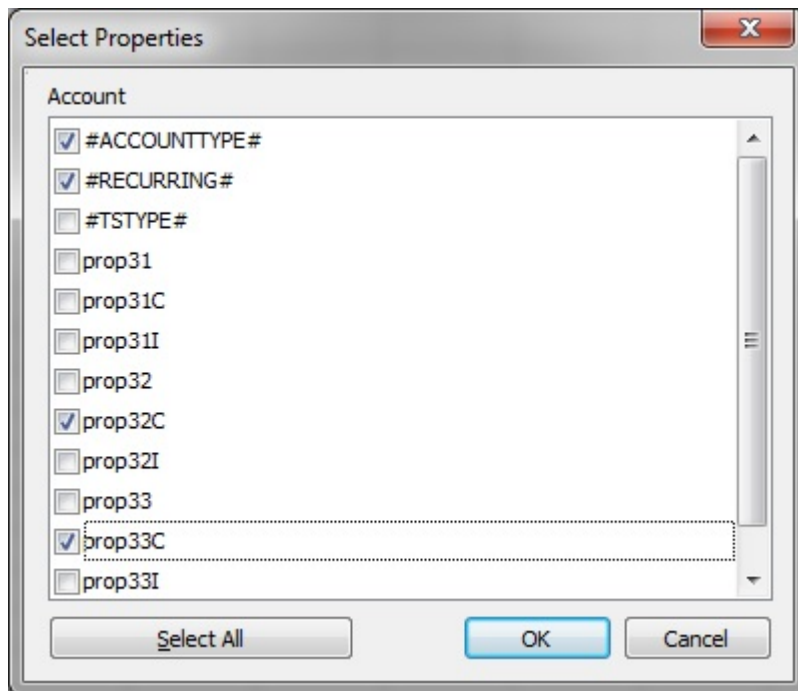 Select Properties
Account
#ACCOUNTTYPE#
#RECURRING#
#TSTYPE#
prop31
prop31C
prop31I
prop32
prop32C
prop32I
prop33
prop33C
prop33I
Select All
OK
Cancel